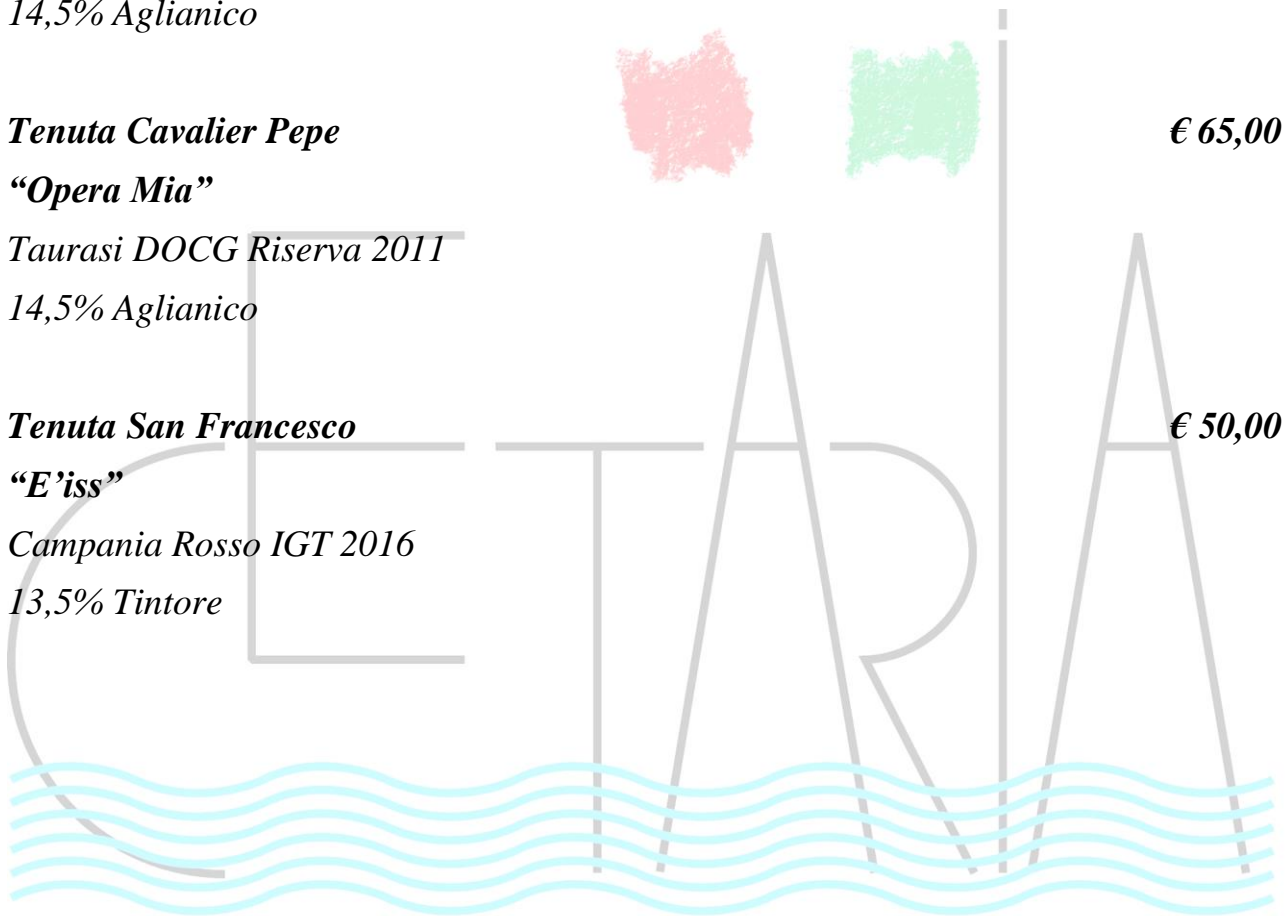 14,5% Aglianico
Tenuta Cavalier Pepe € 65,00
“Opera Mia”
Taurasi DOCG Riserva 2011
14,5% Aglianico
Tenuta San Francesco € 50,00
“E’iss”
Campania Rosso IGT 2016
13,5% Tintore
CETARIA